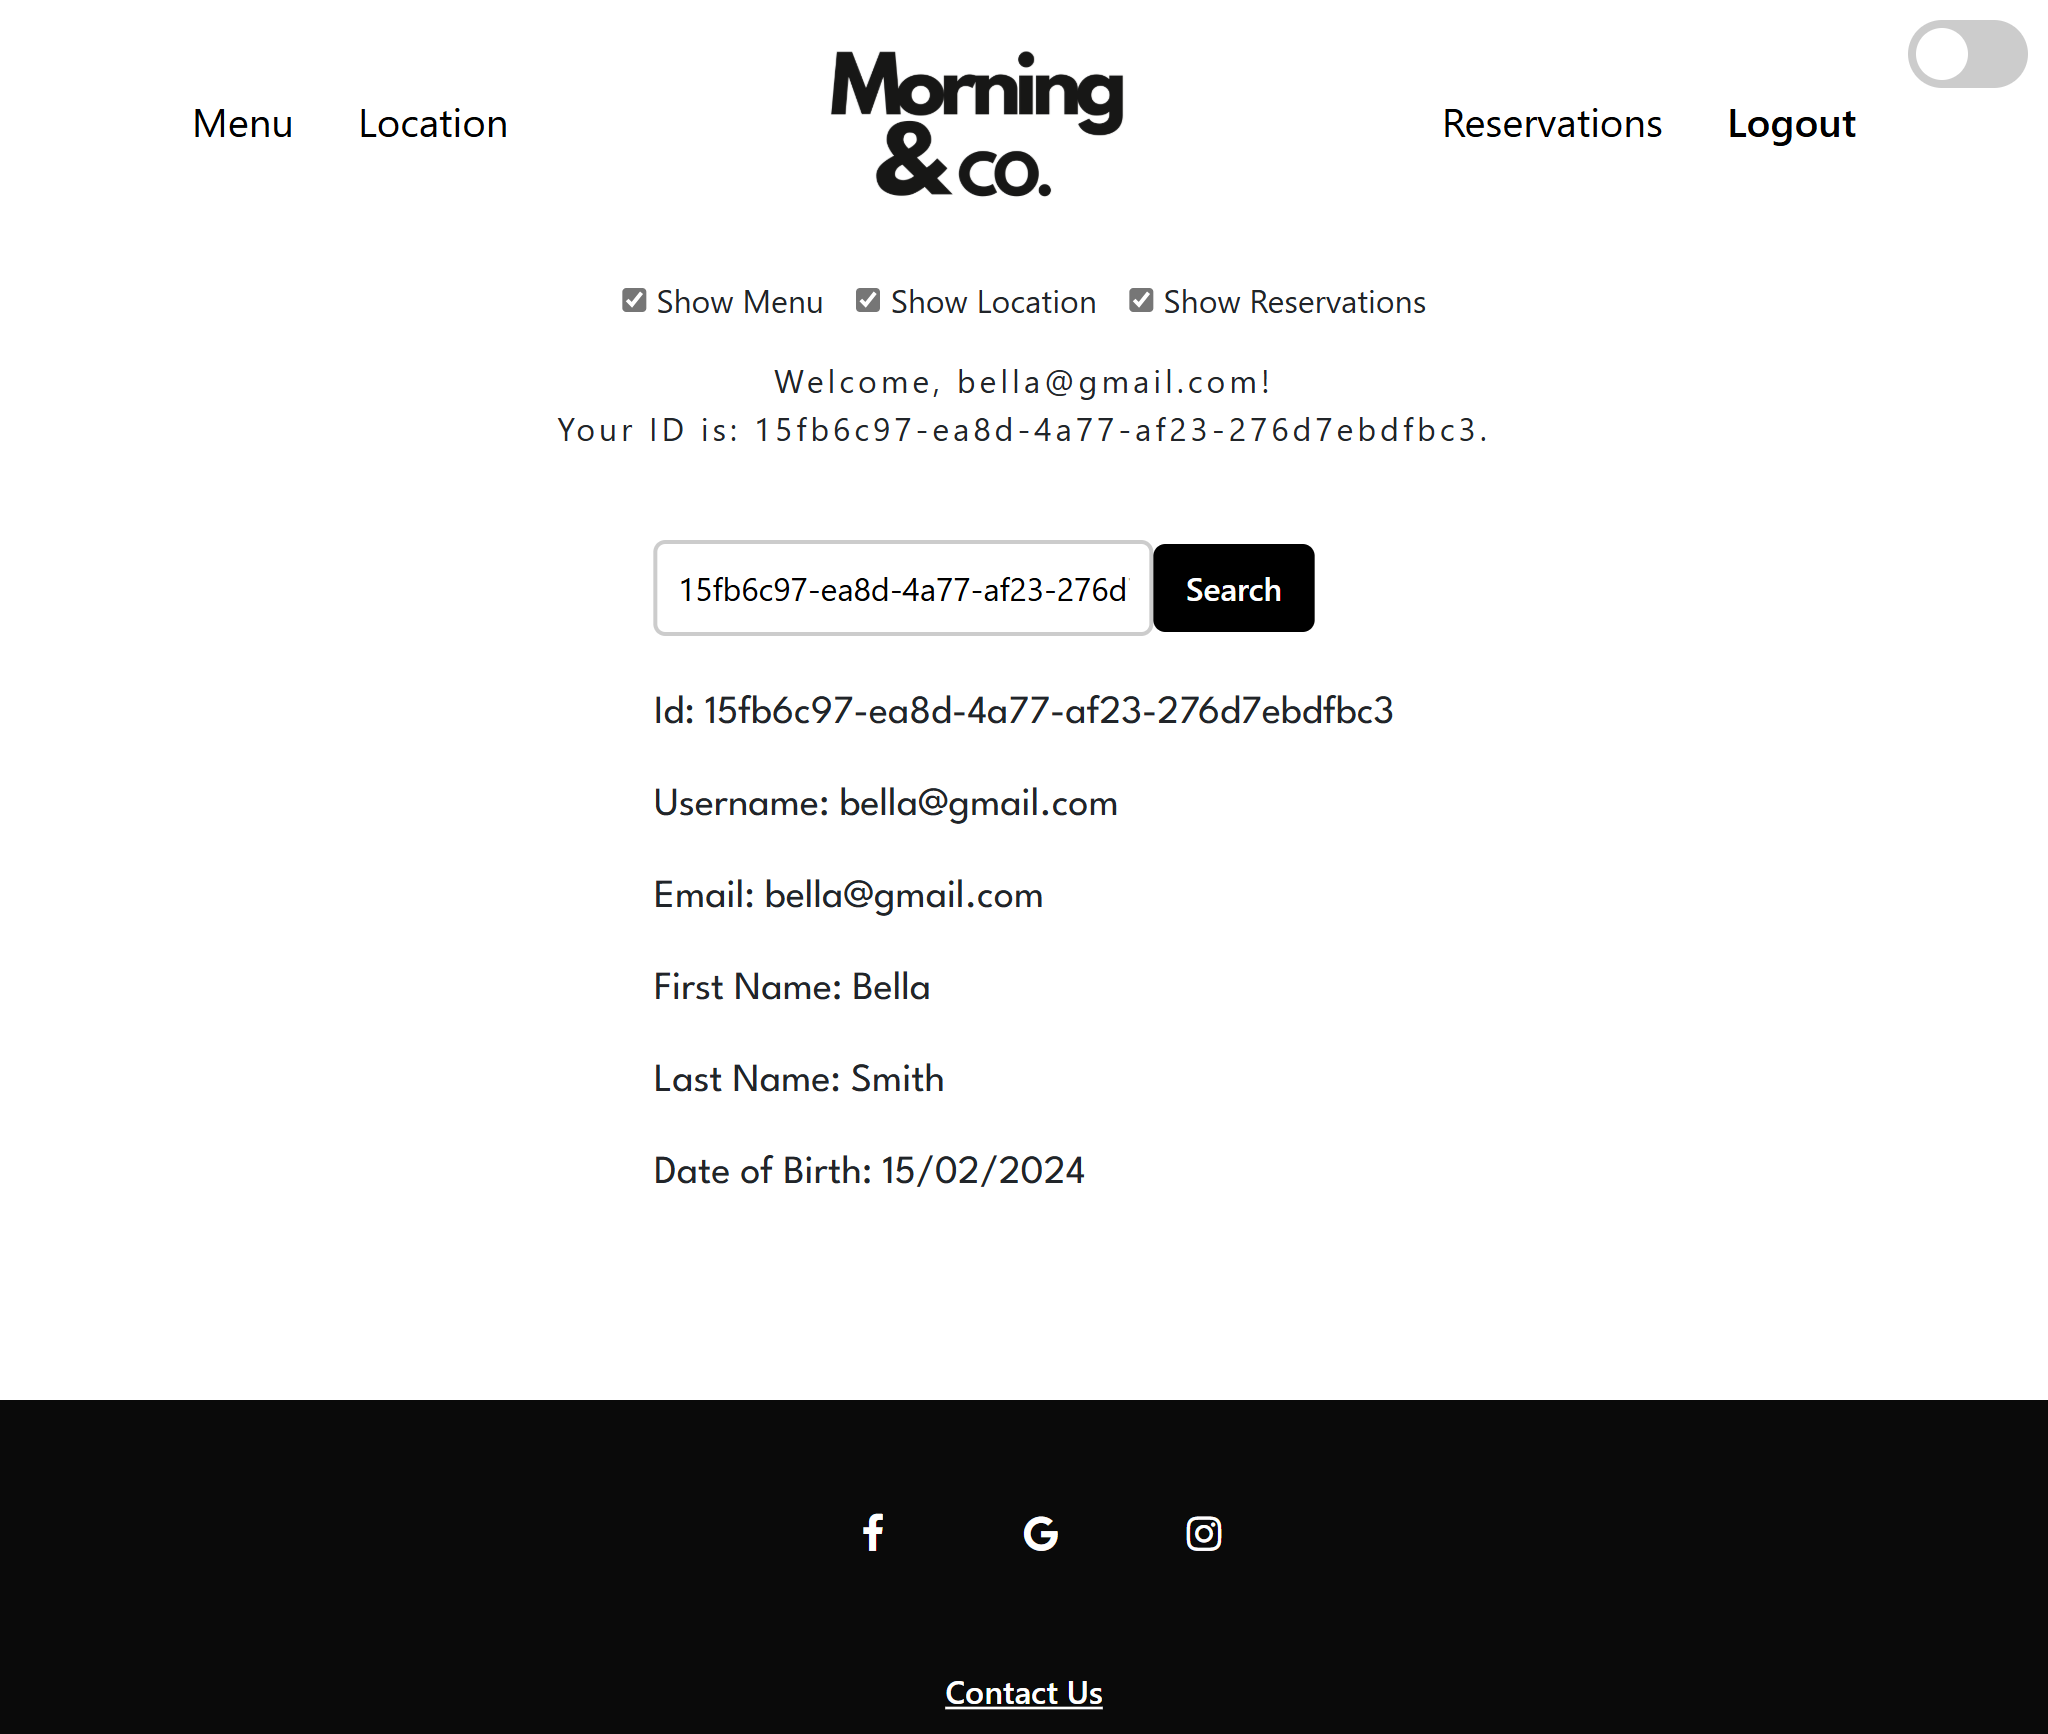 Morning
& co.
Menu Location Reservations Logout
Show Menu Show Location Show Reservations
Welcome, bella@gmail.com!
Your ID is: 15fb6c97-ea8d-4a77-af23-276d7ebdfbc3.
15fb6c97-ea8d-4a77-af23-276d Search
Id: 15fb6c97-ea8d-4a77-af23-276d7ebdfbc3
Username: bella@gmail.com
Email: bella@gmail.com
First Name: Bella
Last Name: Smith
Date of Birth: 15/02/2024
Contact Us